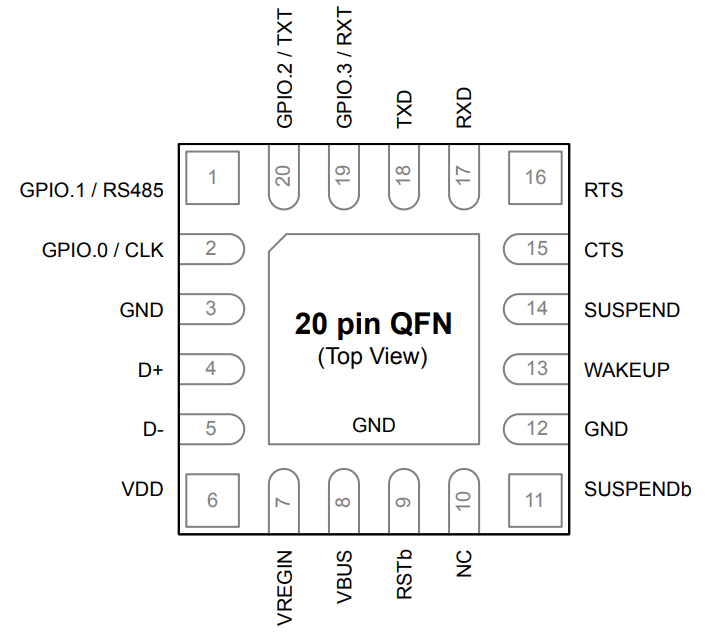 GPIO.2 / TXT
GPIO.3 / RXT
TXD
RXD
1
20
19
18
17
16
GPIO.1 / RS485
RTS
GPIO.0 / CLK
2
15
CTS
GND
3
14
SUSPEND
20 pin QFN
(Top View)
D+
4
13
WAKEUP
D-
5
GND
12
GND
VDD
6
7
8
9
10
11
SUSPENDb
VREGIN
VBUS
RSTb
NC